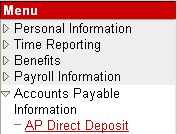 Menu
Personal Information
Time Reporting
Benefits
Payroll Information
Accounts Payable
Information
– AP Direct Deposit